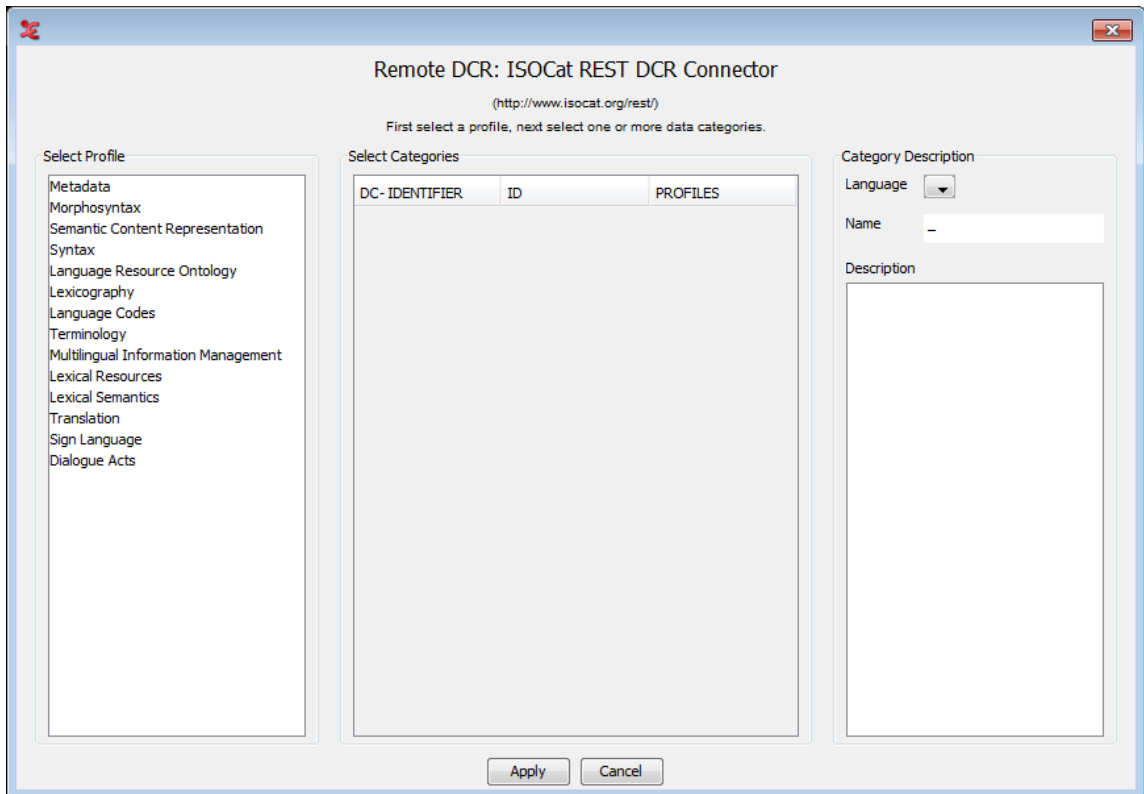 Remote DCR: ISOCat REST DCR Connector
(http://www.isocat.org/rest/)
First select a profile, next select one or more data categories.
Select Profile
Metadata
Morphosyntax
Semantic Content Representation
Syntax
Language Resource Ontology
Lexicography
Language Codes
Terminology
Multilingual Information Management
Lexical Resources
Lexical Semantics
Translation
Sign Language
Dialogue Acts
Select Categories
DC- IDENTIFIER ID PROFILES
Category Description
Language
Name _
Description
Apply Cancel